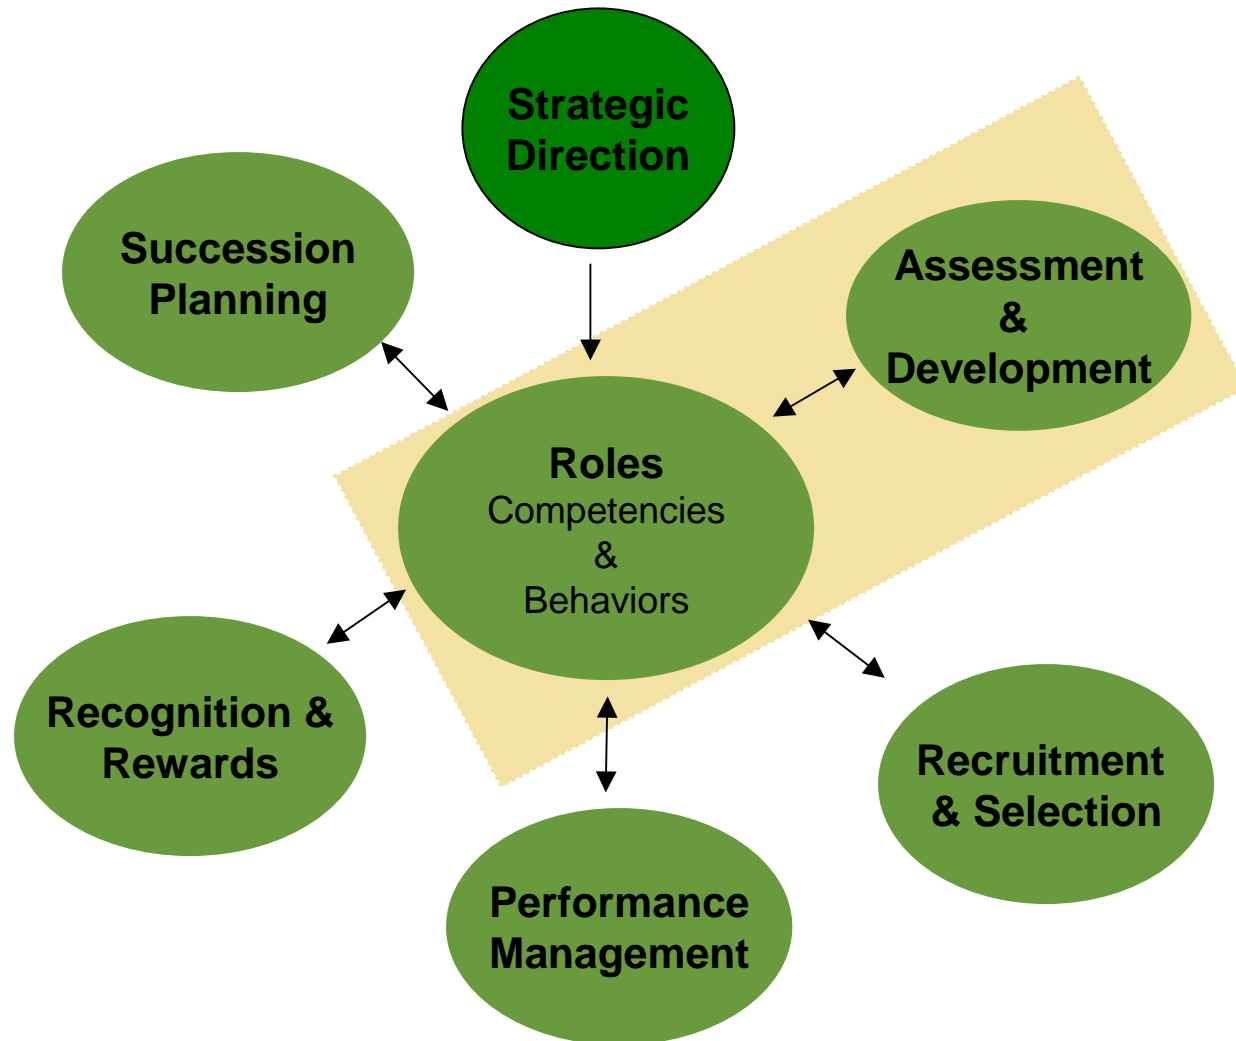 Strategic
Direction
Succession
Planning
Assessment
&
Development
Roles
Competencies
&
Behaviors
Recognition &
Rewards
Recruitment
& Selection
Performance
Management